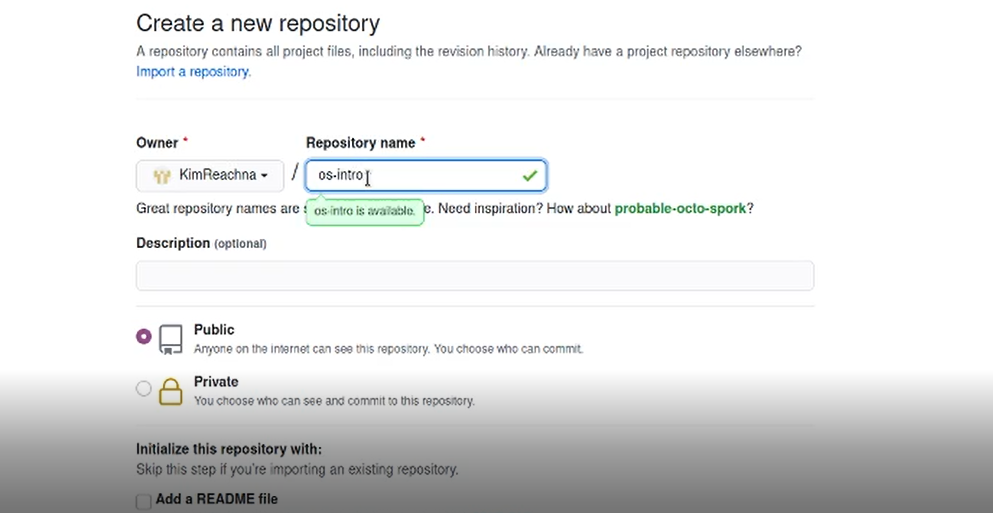 Create a new repository
A repository contains all project files, including the revision history. Already have a project repository elsewhere?
Import a repository.
Owner * Repository name *
KimReachna / os-intro
Great repository names are e. Need inspiration? How about probable-octo-spork?
os-intro is available.
Description (optional)
Public
Anyone on the internet can see this repository. You choose who can commit.
Private
You choose who can see and commit to this repository.
Initialize this repository with:
Skip this step if you're importing an existing repository.
Add a README file